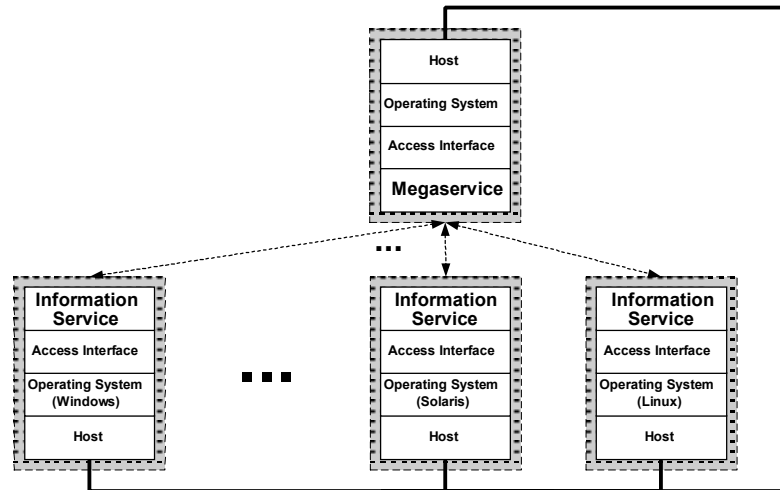 Host
Operating System
Access Interface
Megaservice
...
Information
Service
Access Interface
Operating System
(Windows)
Host
...
Information
Service
Access Interface
Operating System
(Solaris)
Host
Information
Service
Access Interface
Operating System
(Linux)
Host